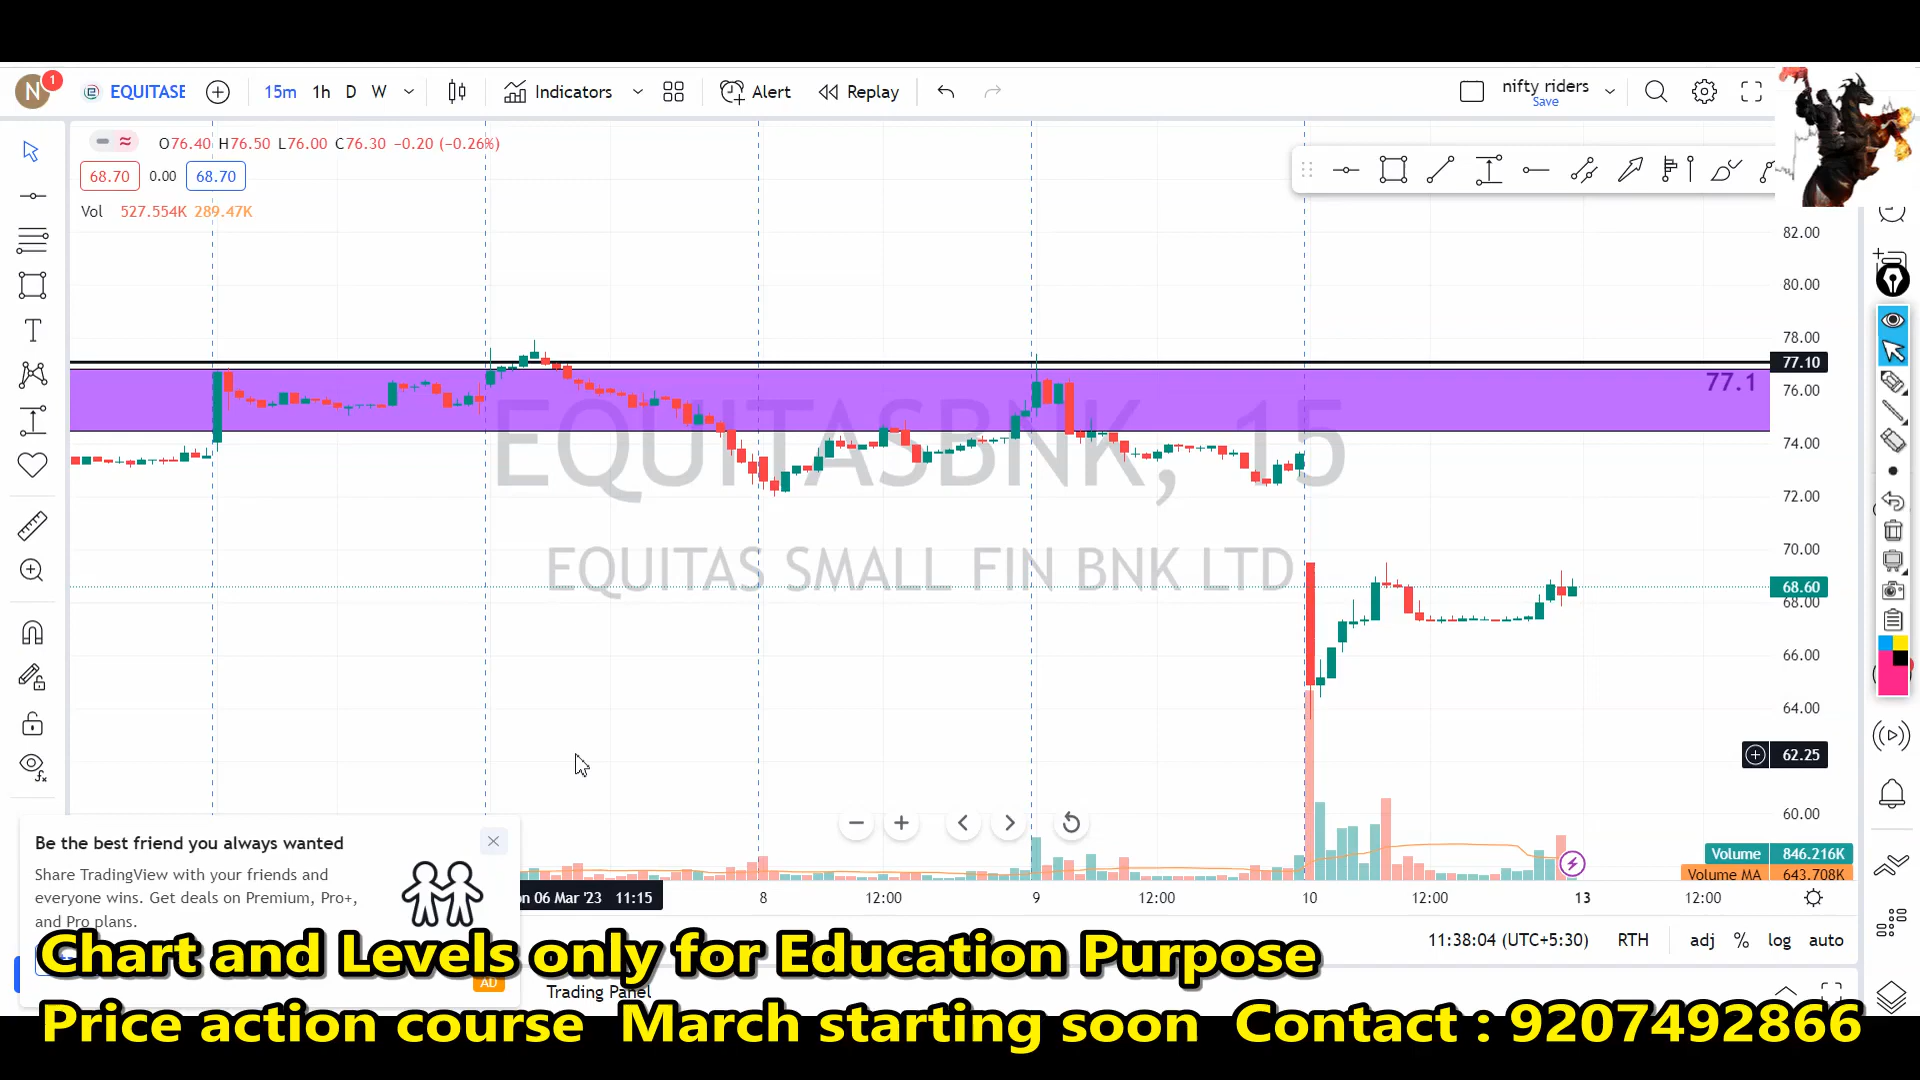 N 1 EQUITASE 15m 1h D W Indicators Alert Replay nifty riders
Save
O76.40 H76.50 L76.00 C76.30 −0.20 (−0.26%)
68.70 0.00 68.70
Vol 527.554K 289.47K
82.00
80.00
78.00
77.10
77.1
76.00
EQUITASBNK, 15
74.00
72.00
70.00
EQUITAS SMALL FIN BNK LTD
68.60
68.00
66.00
64.00
62.25
60.00
Be the best friend you always wanted
Share TradingView with your friends and
everyone wins. Get deals on Premium, Pro+,
and Pro plans.
AD
Volume 846.216K
Volume MA 643.708K
06 Mar '23 11:15 8 12:00 9 12:00 10 12:00 13 12:00
11:38:04 (UTC+5:30) RTH adj % log auto
Trading Panel
Chart and Levels only for Education Purpose
Price action course March starting soon Contact : 9207492866